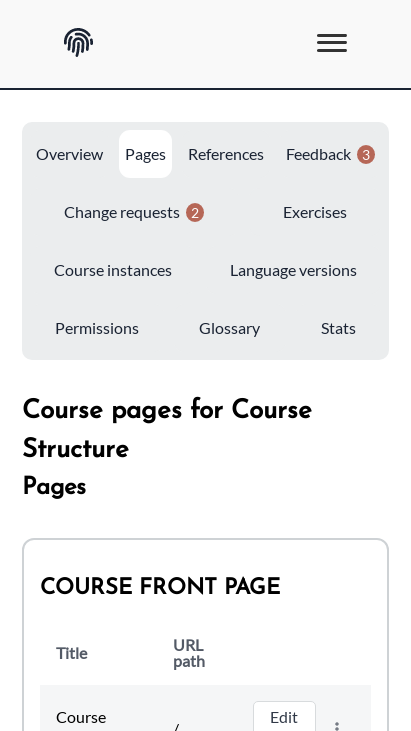 Overview Pages References Feedback 3
Change requests 2 Exercises
Course instances Language versions
Permissions Glossary Stats
Course pages for Course
Structure
Pages
COURSE FRONT PAGE
Title URL
path
Course / Edit